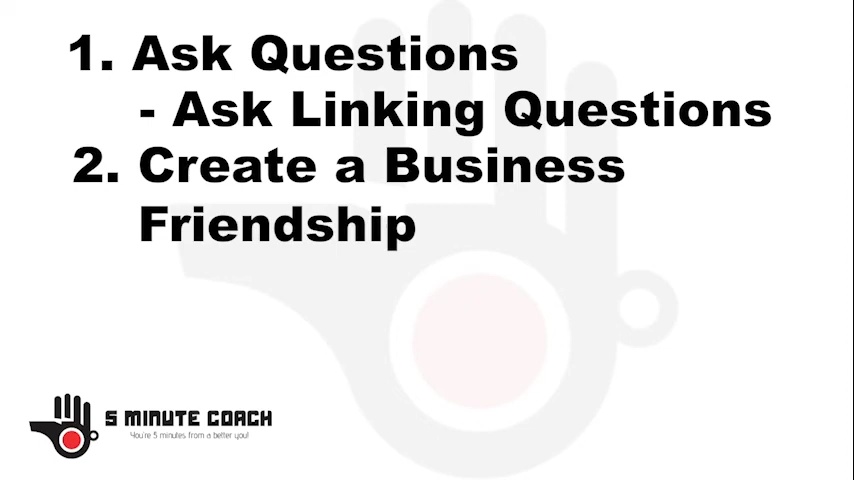 1. Ask Questions
- Ask Linking Questions
2. Create a Business
Friendship
5 MINUTE COACH
You're 5 minutes from a better you!